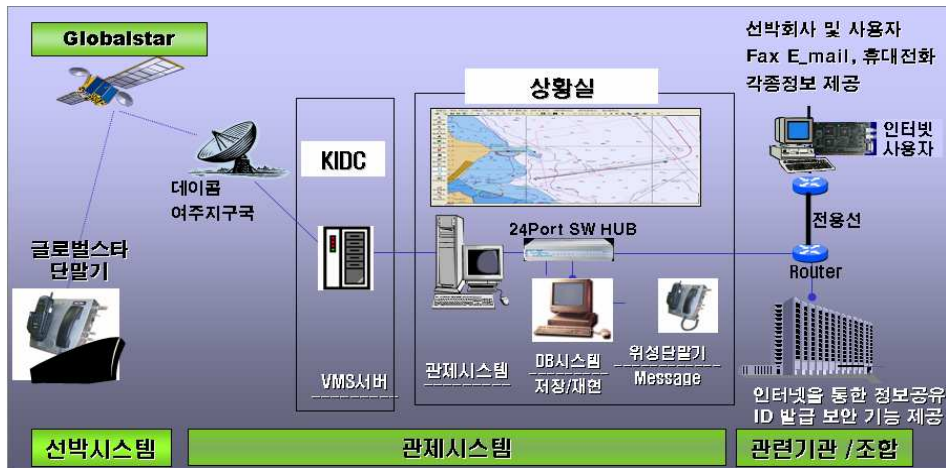 Globalstar
데이콤
여주지구국
글로벌스타
단말기
KIDC
VMS서버
상황실
24Port SW HUB
관제시스템
DB시스템
저장/재현
위성단말기
Message
선박회사 및 사용자
Fax E_mail, 휴대전화
각종정보 제공
인터넷
사용자
전용선
Router
인터넷을 통한 정보공유
ID 발급 보안 기능 제공
선박시스템
관제시스템
관련기관 /조합